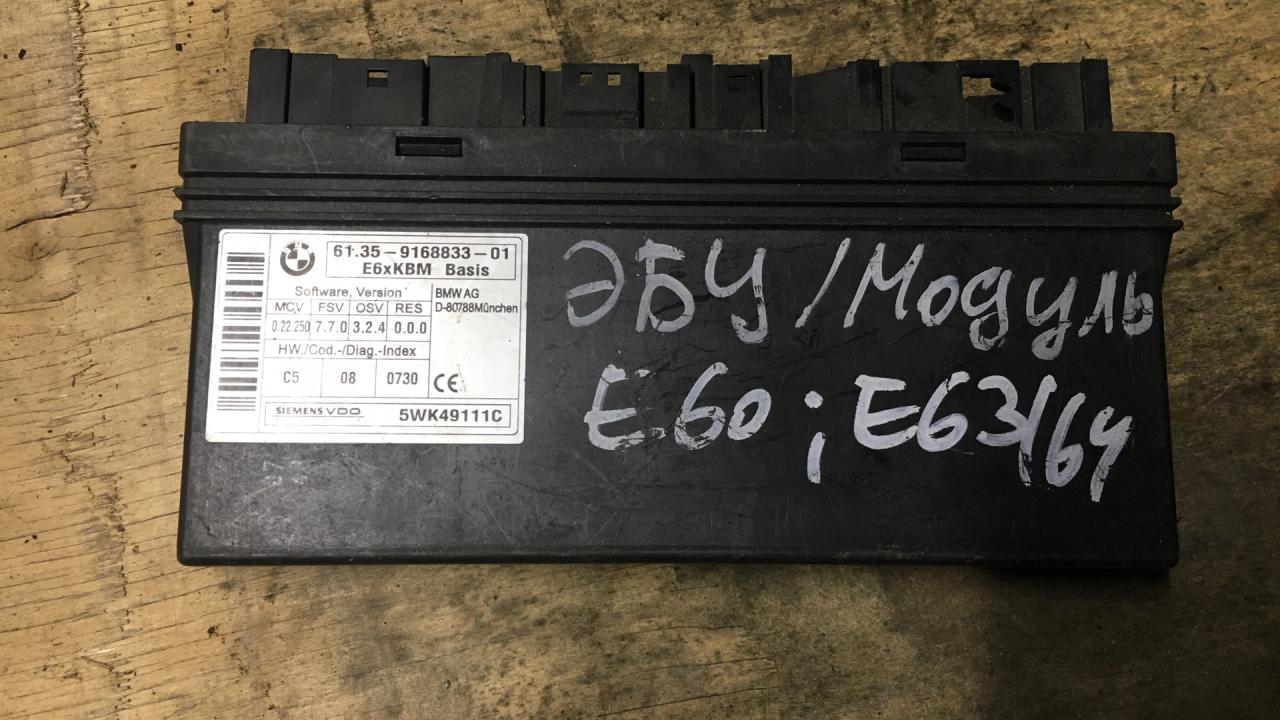 61.35-9168833-01
E6xKBM Basis
Software, Version
MCV FSV OSV RES
0.22.250 7.7.0 3.2.4 0.0.0
HW./Cod.-/Diag.-Index
C5 08 0730
BMW AG
D-80788München
CE
SIEMENS VDO 5WK49111C
ЭБУ/Модуль
E60; E63/64